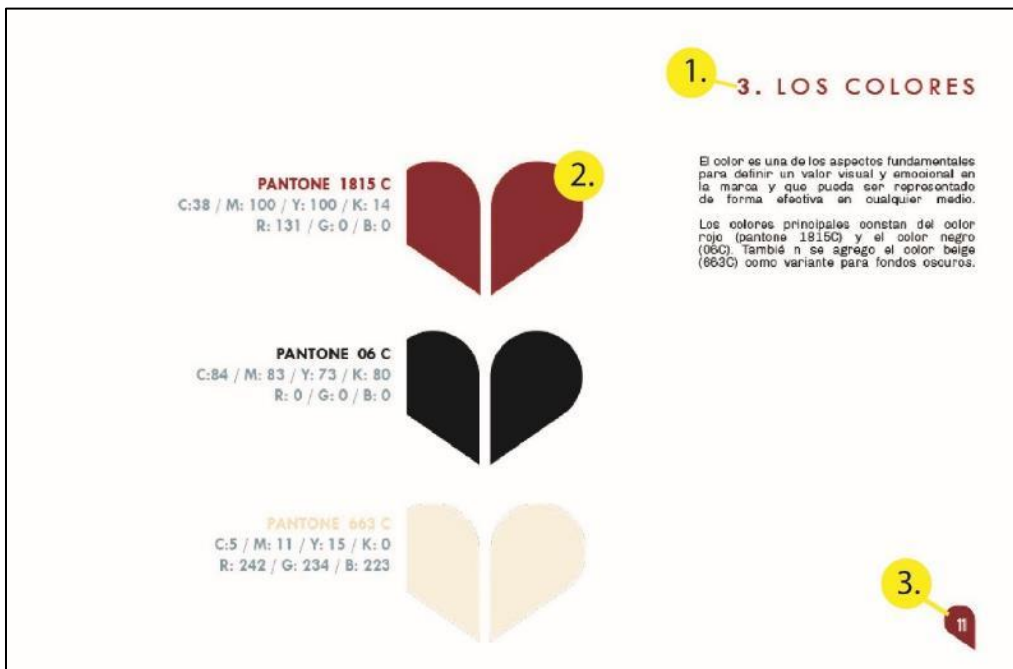 1.
3. LOS COLORES
2.
El color es una de los aspectos fundamentales
para definir un valor visual y emocional en
la marca y que pueda ser representado
de forma efectiva en cualquier medio.
Los colores principales constan del color
rojo (pantone 1815C) y el color negro
(06C). Tambié n se agrego el color beige
(663C) como variante para fondos oscuros.
PANTONE 1815 C
C:38 / M: 100 / Y: 100 / K: 14
R: 131 / G: 0 / B: 0
PANTONE 06 C
C:84 / M: 83 / Y: 73 / K: 80
R: 0 / G: 0 / B: 0
PANTONE 663 C
C:5 / M: 11 / Y: 15 / K: 0
R: 242 / G: 234 / B: 223
3.
11